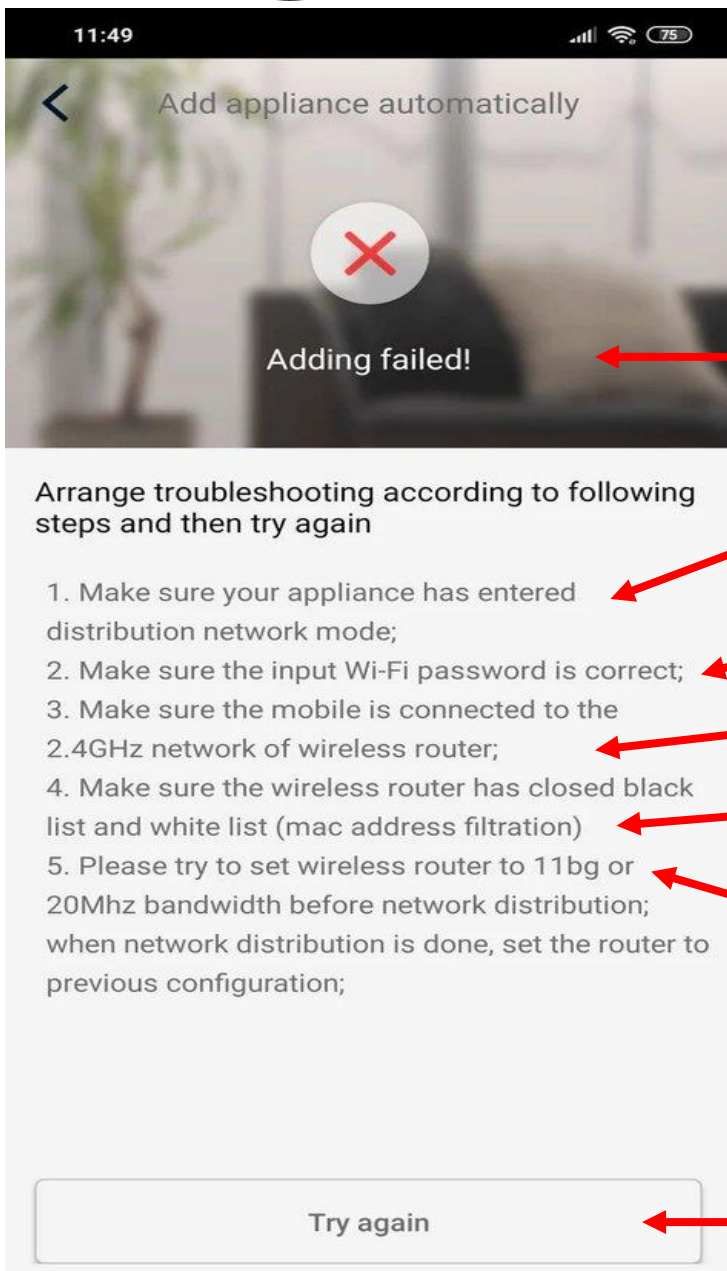 11:49
75
Add appliance automatically
Adding failed!
Arrange troubleshooting according to following
steps and then try again
1. Make sure your appliance has entered
distribution network mode;
2. Make sure the input Wi-Fi password is correct;
3. Make sure the mobile is connected to the
2.4GHz network of wireless router;
4. Make sure the wireless router has closed black
list and white list (mac address filtration)
5. Please try to set wireless router to 11bg or
20Mhz bandwidth before network distribution;
when network distribution is done, set the router to
previous configuration;
Try again